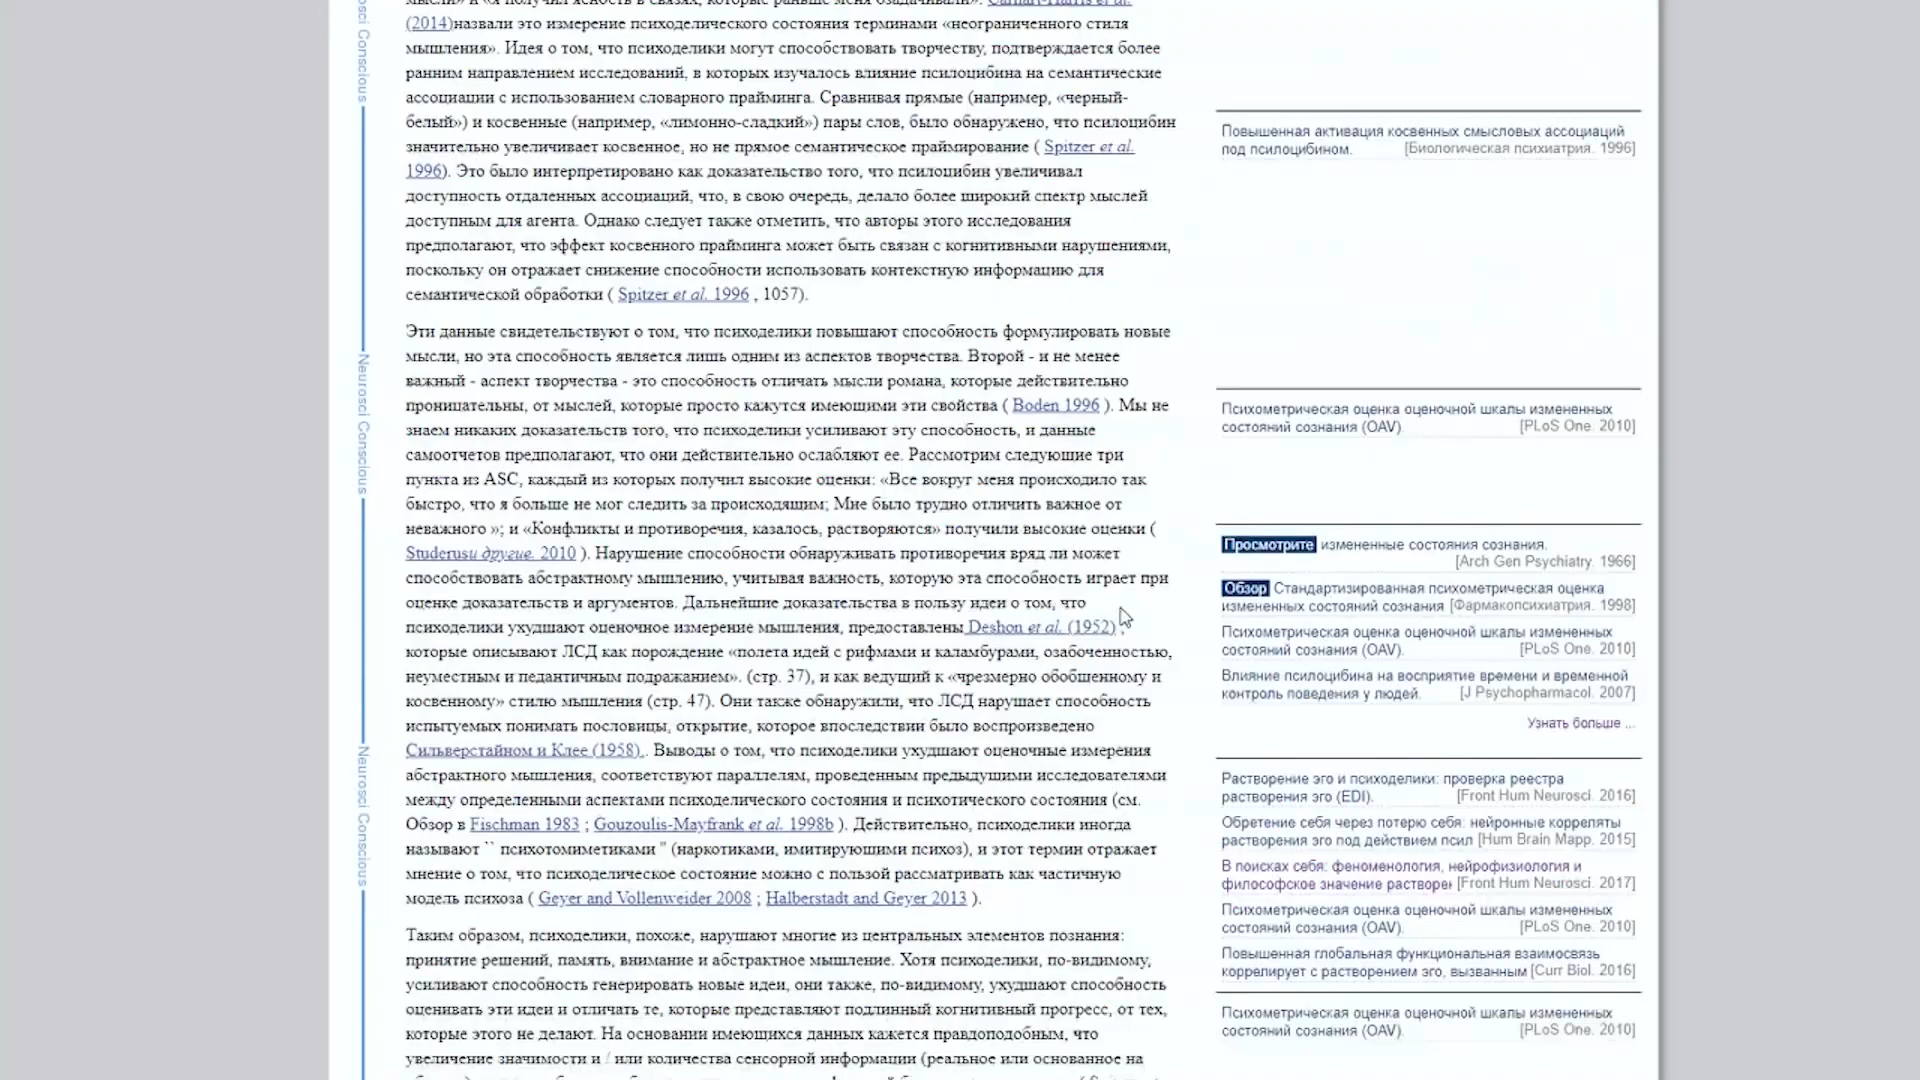 (2014)назвали это измерение психоделического состояния терминами «неограниченного стиля
мышления». Идея о том, что психоделики могут способствовать творчеству, подтверждается более
ранним направлением исследований, в которых изучалось влияние псилоцибина на семантические
ассоциации с использованием словарного прайминга. Сравнивая прямые (например, «черный-
белый») и косвенные (например, «лимонно-сладкий») пары слов, было обнаружено, что псилоцибин
значительно увеличивает косвенное, но не прямое семантическое праймирование ( Spitzer et al.
1996). Это было интерпретировано как доказательство того, что псилоцибин увеличивал
доступность отдаленных ассоциаций, что, в свою очередь, делало более широкий спектр мыслей
доступным для агента. Однако следует также отметить, что авторы этого исследования
предполагают, что эффект косвенного прайминга может быть связан с когнитивными нарушениями,
поскольку он отражает снижение способности использовать контекстную информацию для
семантической обработки ( Spitzer et al. 1996 , 1057).
Эти данные свидетельствуют о том, что психоделики повышают способность формулировать новые
мысли, но эта способность является лишь одним из аспектов творчества. Второй - и не менее
важный - аспект творчества - это способность отличать мысли романа, которые действительно
проницательны, от мыслей, которые просто кажутся имеющими эти свойства ( Boden 1996 ). Мы не
знаем никаких доказательств того, что психоделики усиливают эту способность, и данные
самоотчетов предполагают, что они действительно ослабляют ее. Рассмотрим следующие три
пункта из ASC, каждый из которых получил высокие оценки: «Все вокруг меня происходило так
быстро, что я больше не мог следить за происходящим; Мне было трудно отличить важное от
неважного »; и «Конфликты и противоречия, казалось, растворяются» получили высокие оценки (
Studerusи другие. 2010 ). Нарушение способности обнаруживать противоречия вряд ли может
способствовать абстрактному мышлению, учитывая важность, которую эта способность играет при
оценке доказательств и аргументов. Дальнейшие доказательства в пользу идеи о том, что
психоделики ухудшают оценочное измерение мышления, предоставлены Deshon et al. (1952) ,
которые описывают ЛСД как порождение «полета идей с рифмами и каламбурами, озабоченностью,
неуместным и педантичным подражанием». (стр. 37), и как ведущий к «чрезмерно обобщенному и
косвенному» стилю мышления (стр. 47). Они также обнаружили, что ЛСД нарушает способность
испытуемых понимать пословицы, открытие, которое впоследствии было воспроизведено
Сильверстайном и Клее (1958). . Выводы о том, что психоделики ухудшают оценочные измерения
абстрактного мышления, соответствуют параллелям, проведенным предыдущими исследователями
между определенными аспектами психоделического состояния и психотического состояния (см.
Обзор в Fischman 1983 ; Gouzoulis-Mayfrank et al. 1998b ). Действительно, психоделики иногда
называют `` психотомиметиками '' (наркотиками, имитирующими психоз), и этот термин отражает
мнение о том, что психоделическое состояние можно с пользой рассматривать как частичную
модель психоза ( Geyer and Vollenweider 2008 ; Halberstadt and Geyer 2013 ).
Таким образом, психоделики, похоже, нарушают многие из центральных элементов познания:
принятие решений, память, внимание и абстрактное мышление. Хотя психоделики, по-видимому,
усиливают способность генерировать новые идеи, они также, по-видимому, ухудшают способность
оценивать эти идеи и отличать те, которые представляют подлинный когнитивный прогресс, от тех,
которые этого не делают. На основании имеющихся данных кажется правдоподобным, что
увеличение значимости и / или количества сенсорной информации (реальное или основанное на
Neurosci Conscious
Neurosci Conscious
Повышенная активация косвенных смысловых ассоциаций
под псилоцибином. [Биологическая психиатрия. 1996]
Психометрическая оценка оценочной шкалы измененных
состояний сознания (OAV). [PLoS One. 2010]
Просмотрите измененные состояния сознания.
[Arch Gen Psychiatry. 1966]
Обзор Стандартизированная психометрическая оценка
измененных состояний сознания [Фармакопсихиатрия. 1998]
Психометрическая оценка оценочной шкалы измененных
состояний сознания (OAV). [PLoS One. 2010]
Влияние псилоцибина на восприятие времени и временной
контроль поведения у людей. [J Psychopharmacol. 2007]
Узнать больше ...
Растворение эго и психоделики: проверка реестра
растворения эго (EDI). [Front Hum Neurosci. 2016]
Обретение себя через потерю себя: нейронные корреляты
растворения эго под действием псил [Hum Brain Mapp. 2015]
В поисках себя: феноменология, нейрофизиология и
философское значение растворен [Front Hum Neurosci. 2017]
Психометрическая оценка оценочной шкалы измененных
состояний сознания (OAV). [PLoS One. 2010]
Повышенная глобальная функциональная взаимосвязь
коррелирует с растворением эго, вызванным [Curr Biol. 2016]
Психометрическая оценка оценочной шкалы измененных
состояний сознания (OAV). [PLoS One. 2010]